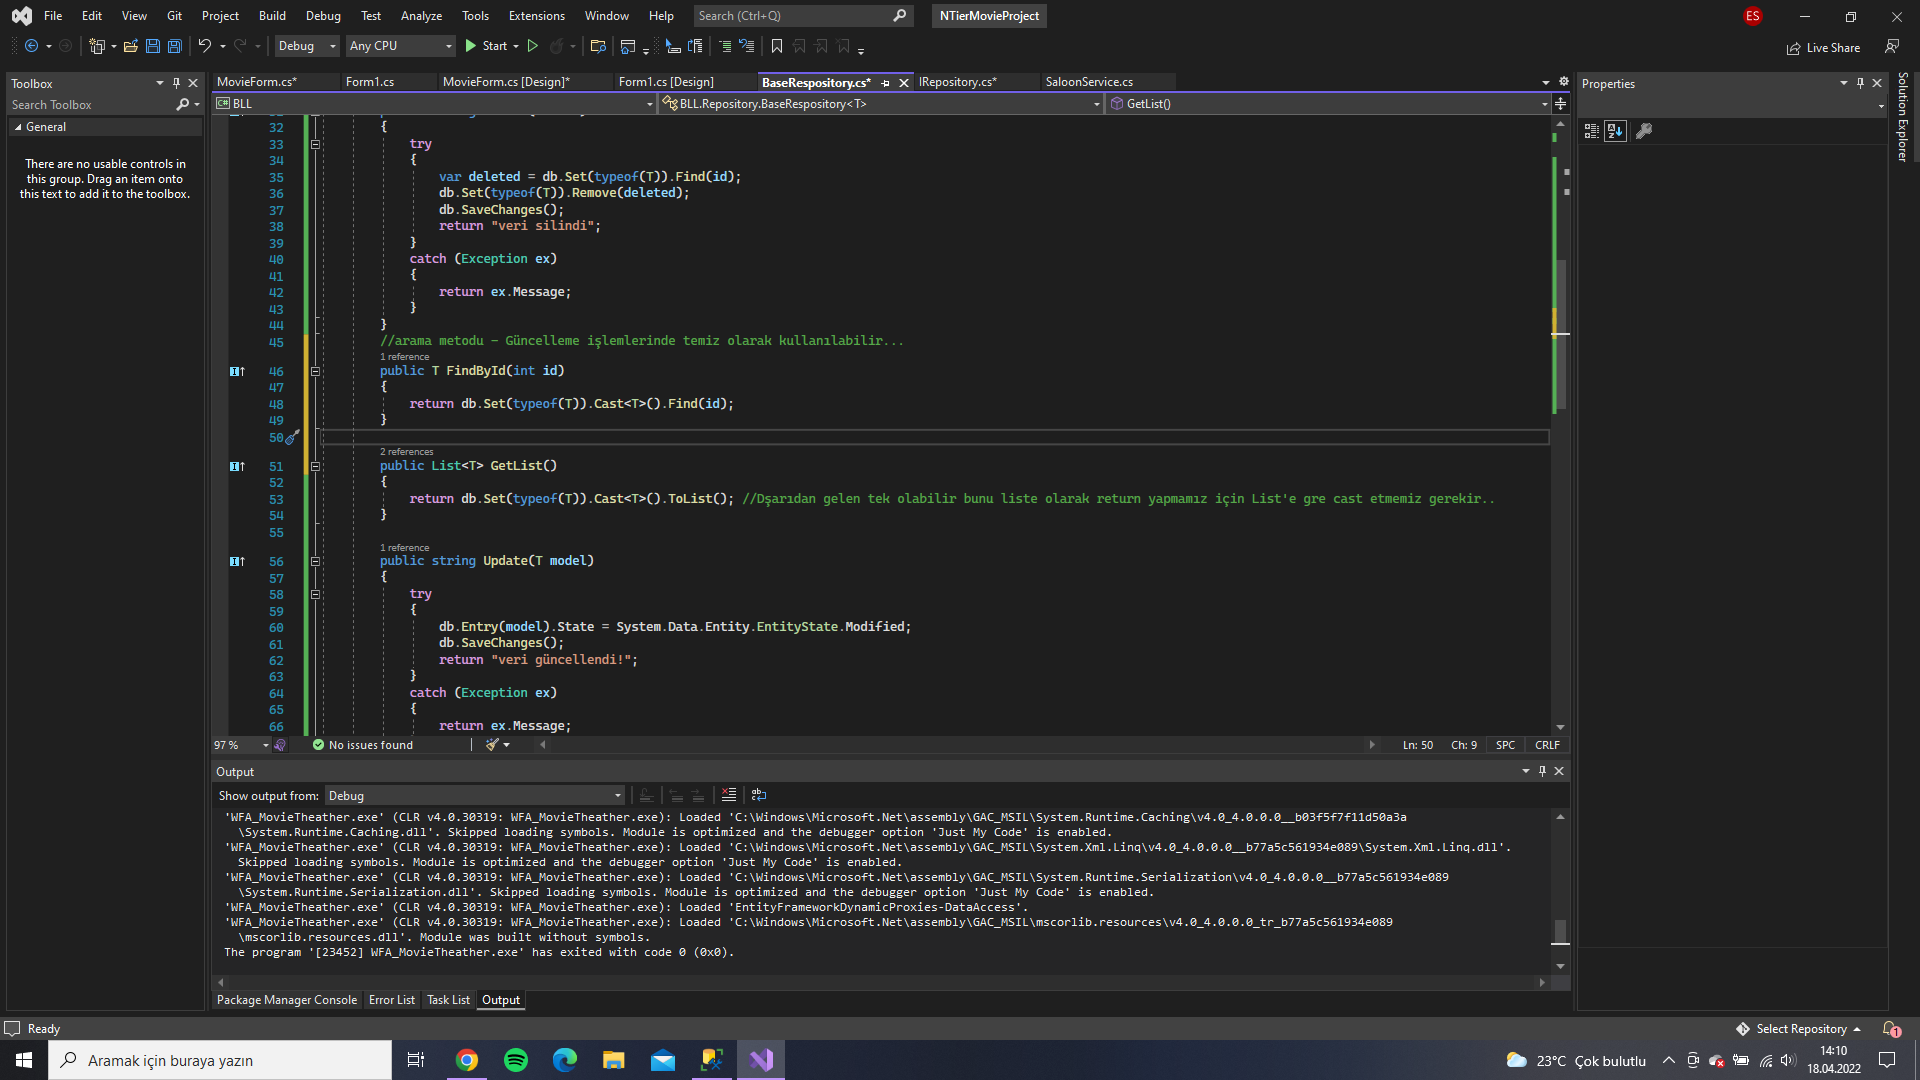 File Edit View Git Project Build Debug Test Analyze Tools Extensions Window Help Search (Ctrl+Q) NTierMovieProject ES
Debug Any CPU Start Live Share
Toolbox
Search Toolbox
General
There are no usable controls in
this group. Drag an item onto
this text to add it to the toolbox.
MovieForm.cs* Form1.cs MovieForm.cs [Design]* Form1.cs [Design] BaseRespository.cs* IRepository.cs* SaloonService.cs
BLL BLL.Repository.BaseRespository<T> GetList()
32 {
33 try
34 {
35 var deleted = db.Set(typeof(T)).Find(id);
36 db.Set(typeof(T)).Remove(deleted);
37 db.SaveChanges();
38 return "veri silindi";
39 }
40 catch (Exception ex)
41 {
42 return ex.Message;
43 }
44 }
45 //arama metodu - Güncelleme işlemlerinde temiz olarak kullanılabilir...
1 reference
46 public T FindById(int id)
47 {
48 return db.Set(typeof(T)).Cast<T>().Find(id);
49 }
50
2 references
51 public List<T> GetList()
52 {
53 return db.Set(typeof(T)).Cast<T>().ToList(); //Dşarıdan gelen tek olabilir bunu liste olarak return yapmamız için List'e gre cast etmemiz gerekir..
54 }
55
1 reference
56 public string Update(T model)
57 {
58 try
59 {
60 db.Entry(model).State = System.Data.Entity.EntityState.Modified;
61 db.SaveChanges();
62 return "veri güncellendi!";
63 }
64 catch (Exception ex)
65 {
66 return ex.Message;
97 % No issues found Ln: 50 Ch: 9 SPC CRLF
Output
Show output from: Debug
'WFA_MovieTheather.exe' (CLR v4.0.30319: WFA_MovieTheather.exe): Loaded 'C:\Windows\Microsoft.Net\assembly\GAC_MSIL\System.Runtime.Caching\v4.0_4.0.0.0__b03f5f7f11d50a3a
\System.Runtime.Caching.dll'. Skipped loading symbols. Module is optimized and the debugger option 'Just My Code' is enabled.
'WFA_MovieTheather.exe' (CLR v4.0.30319: WFA_MovieTheather.exe): Loaded 'C:\Windows\Microsoft.Net\assembly\GAC_MSIL\System.Xml.Linq\v4.0_4.0.0.0__b77a5c561934e089\System.Xml.Linq.dll'.
Skipped loading symbols. Module is optimized and the debugger option 'Just My Code' is enabled.
'WFA_MovieTheather.exe' (CLR v4.0.30319: WFA_MovieTheather.exe): Loaded 'C:\Windows\Microsoft.Net\assembly\GAC_MSIL\System.Runtime.Serialization\v4.0_4.0.0.0__b77a5c561934e089
\System.Runtime.Serialization.dll'. Skipped loading symbols. Module is optimized and the debugger option 'Just My Code' is enabled.
'WFA_MovieTheather.exe' (CLR v4.0.30319: WFA_MovieTheather.exe): Loaded 'EntityFrameworkDynamicProxies-DataAccess'.
'WFA_MovieTheather.exe' (CLR v4.0.30319: WFA_MovieTheather.exe): Loaded 'C:\Windows\Microsoft.Net\assembly\GAC_MSIL\mscorlib.resources\v4.0_4.0.0.0_tr_b77a5c561934e089
\mscorlib.resources.dll'. Module was built without symbols.
The program '[23452] WFA_MovieTheather.exe' has exited with code 0 (0x0).
Package Manager Console Error List Task List Output
Properties
Solution Explorer
Ready Select Repository 1
Aramak için buraya yazın 23°C Çok bulutlu 14:10
18.04.2022